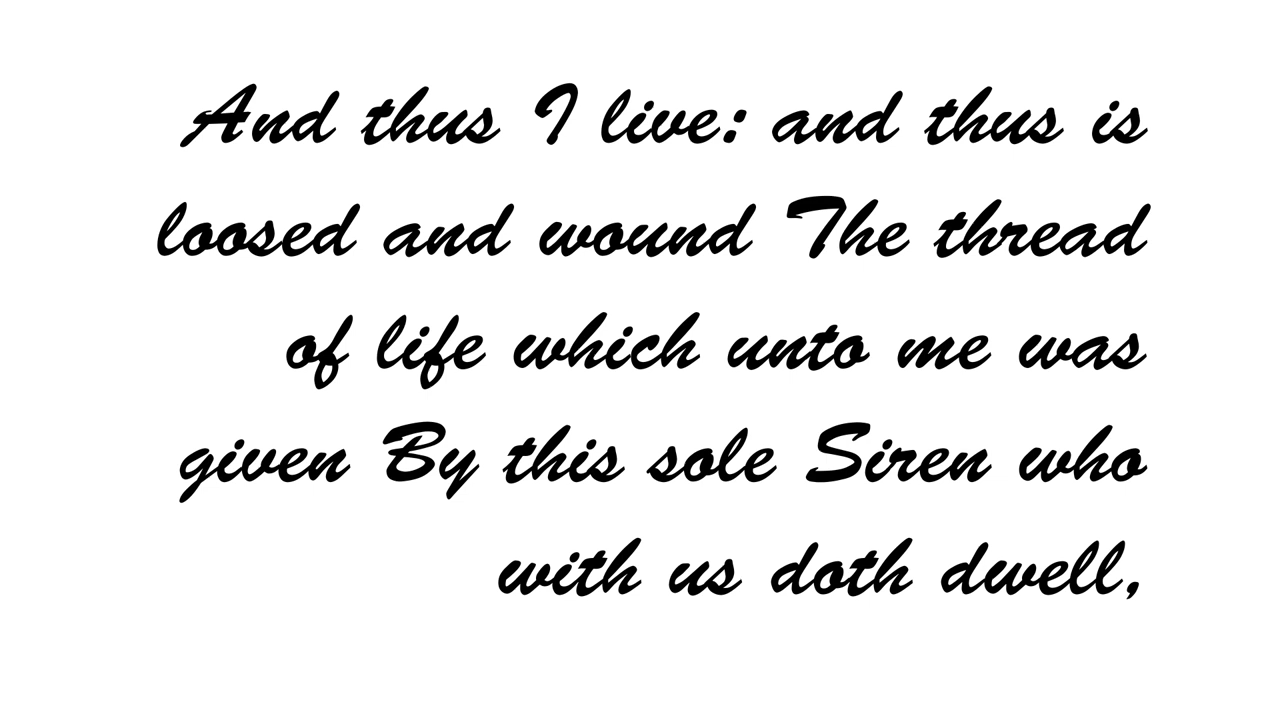 And thus I live: and thus is
loosed and wound The thread
of life which unto me was
given By this sole Siren who
with us doth dwell,